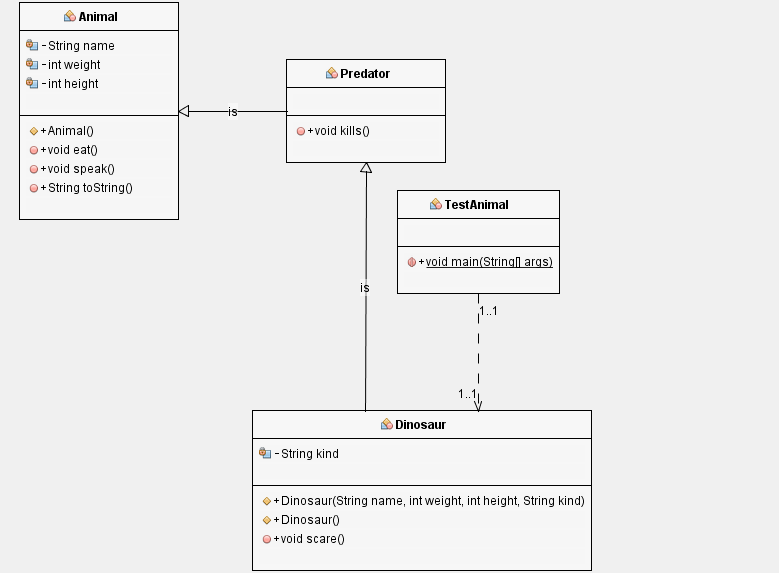 Animal
- String name
- int weight
- int height
+ Animal()
+ void eat()
+ void speak()
+ String toString()
is
Predator
+ void kills()
is
TestAnimal
+ void main(String[] args)
1..1
1..1
Dinosaur
- String kind
+ Dinosaur(String name, int weight, int height, String kind)
+ Dinosaur()
+ void scare()